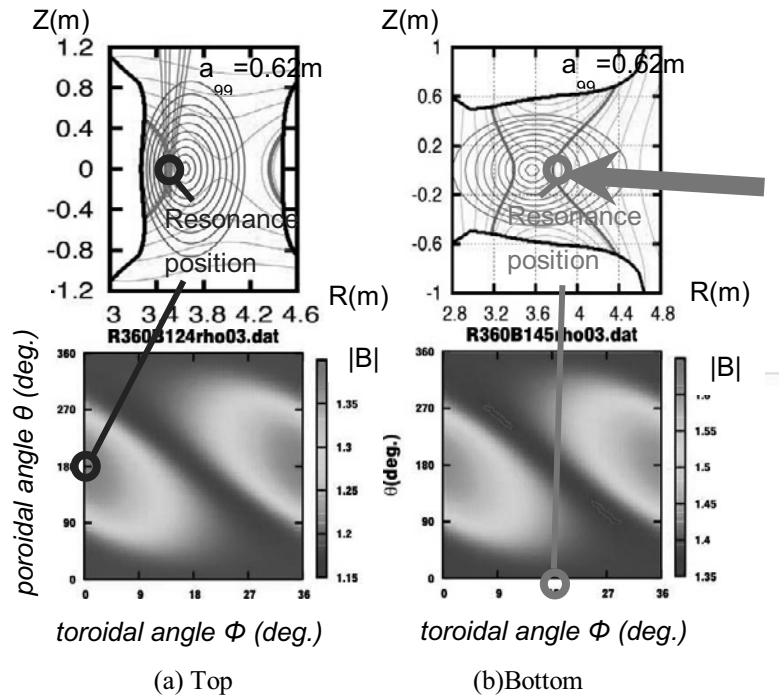 Z(m)
1.2
0.8
0.4
0
-0.4
-0.8
-1.2
a 99 =0.62m
Resonance
position
3 3.4 3.8 4.2 4.6
R(m)
R360B124rho03.dat
Z(m)
1
0.6
0.2
-0.2
-0.6
-1
a 99 =0.62m
Resonance
position
2.8 3.2 3.6 4 4.4 4.8
R(m)
R360B145rho03.dat
poroidal angle θ (deg.)
360
270
180
90
0
0 9 18 27 36
|B|
1.35
1.3
1.25
1.2
1.15
toroidal angle Φ (deg.)
θ(deg.)
360
270
180
90
0
0 9 18 27 36
|B|
1.6
1.55
1.5
1.45
1.4
1.35
toroidal angle Φ (deg.)
(a) Top
(b)Bottom